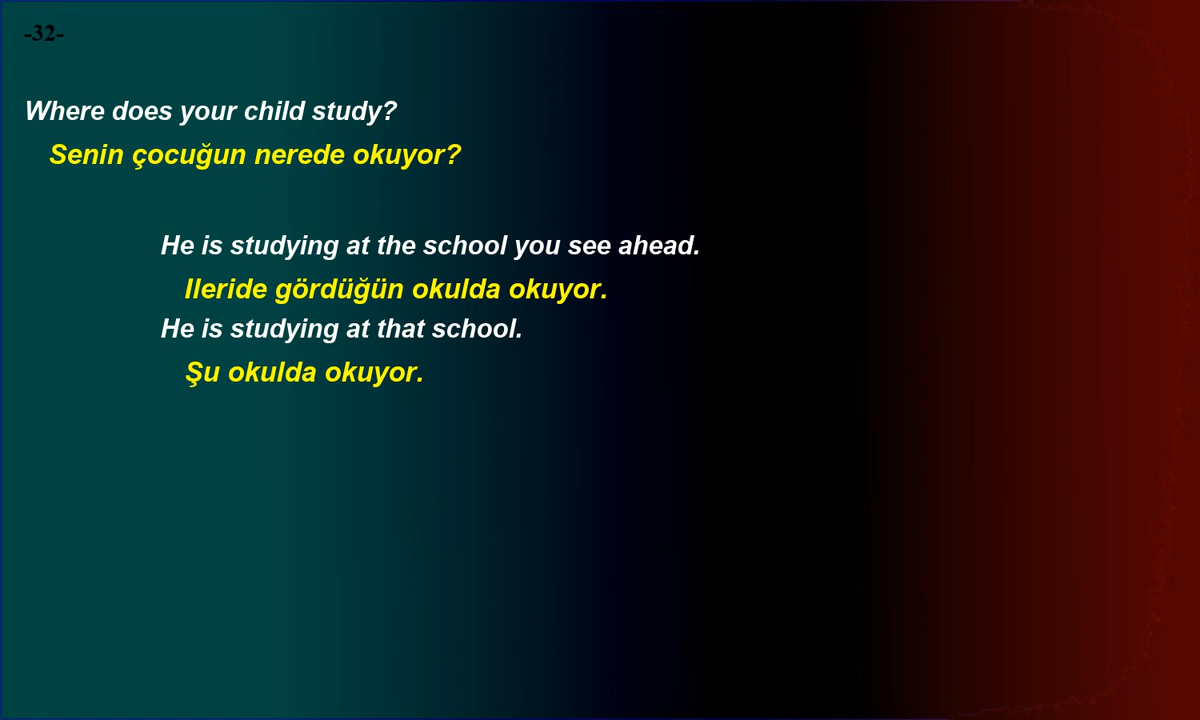 -32-
Where does your child study?
Senin çocuğun nerede okuyor?
He is studying at the school you see ahead.
Ileride gördüğün okulda okuyor.
He is studying at that school.
Şu okulda okuyor.